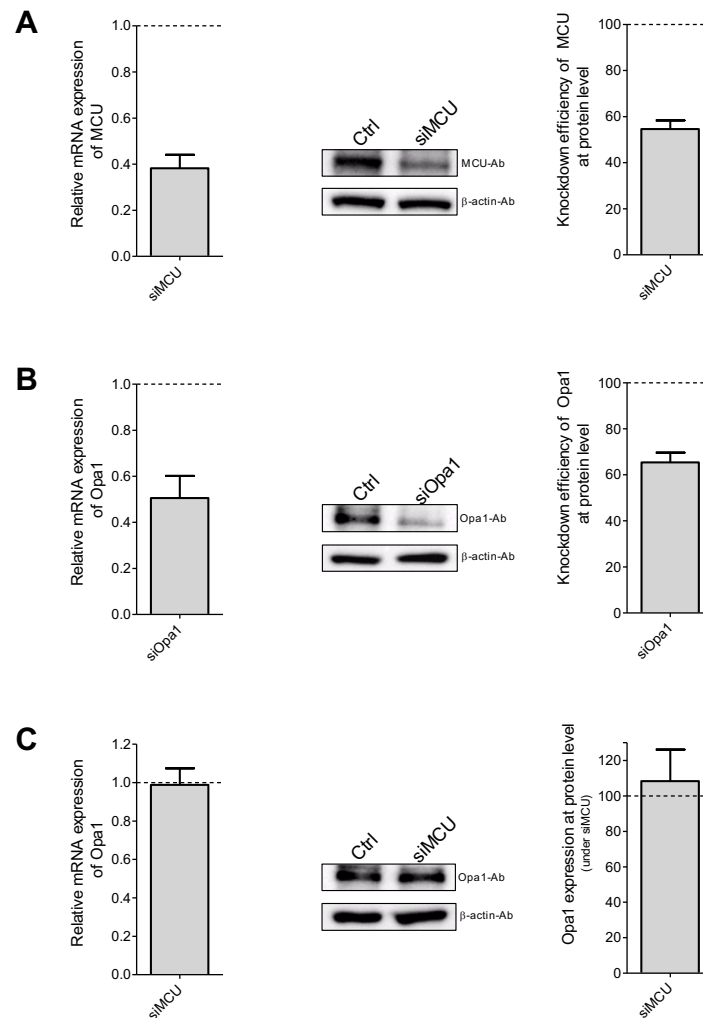 A
Relative mRNA expression
of MCU
1.0
0.8
0.6
0.4
0.2
0.0
siMCU
Ctrl
siMCU
MCU-Ab
β-actin-Ab
Knockdown efficiency of MCU
at protein level
100
80
60
40
20
0
siMCU
B
Relative mRNA expression
of Opa1
1.0
0.8
0.6
0.4
0.2
0.0
siOpa1
Ctrl
siOpa1
Opa1-Ab
β-actin-Ab
Knockdown efficiency of Opa1
at protein level
100
80
60
40
20
0
siOpa1
C
Relative mRNA expression
of Opa1
1.2
1.0
0.8
0.6
0.4
0.2
0.0
siMCU
Ctrl
siMCU
Opa1-Ab
β-actin-Ab
Opa1 expression at protein level
(under siMCU)
120
100
80
60
40
20
0
siMCU